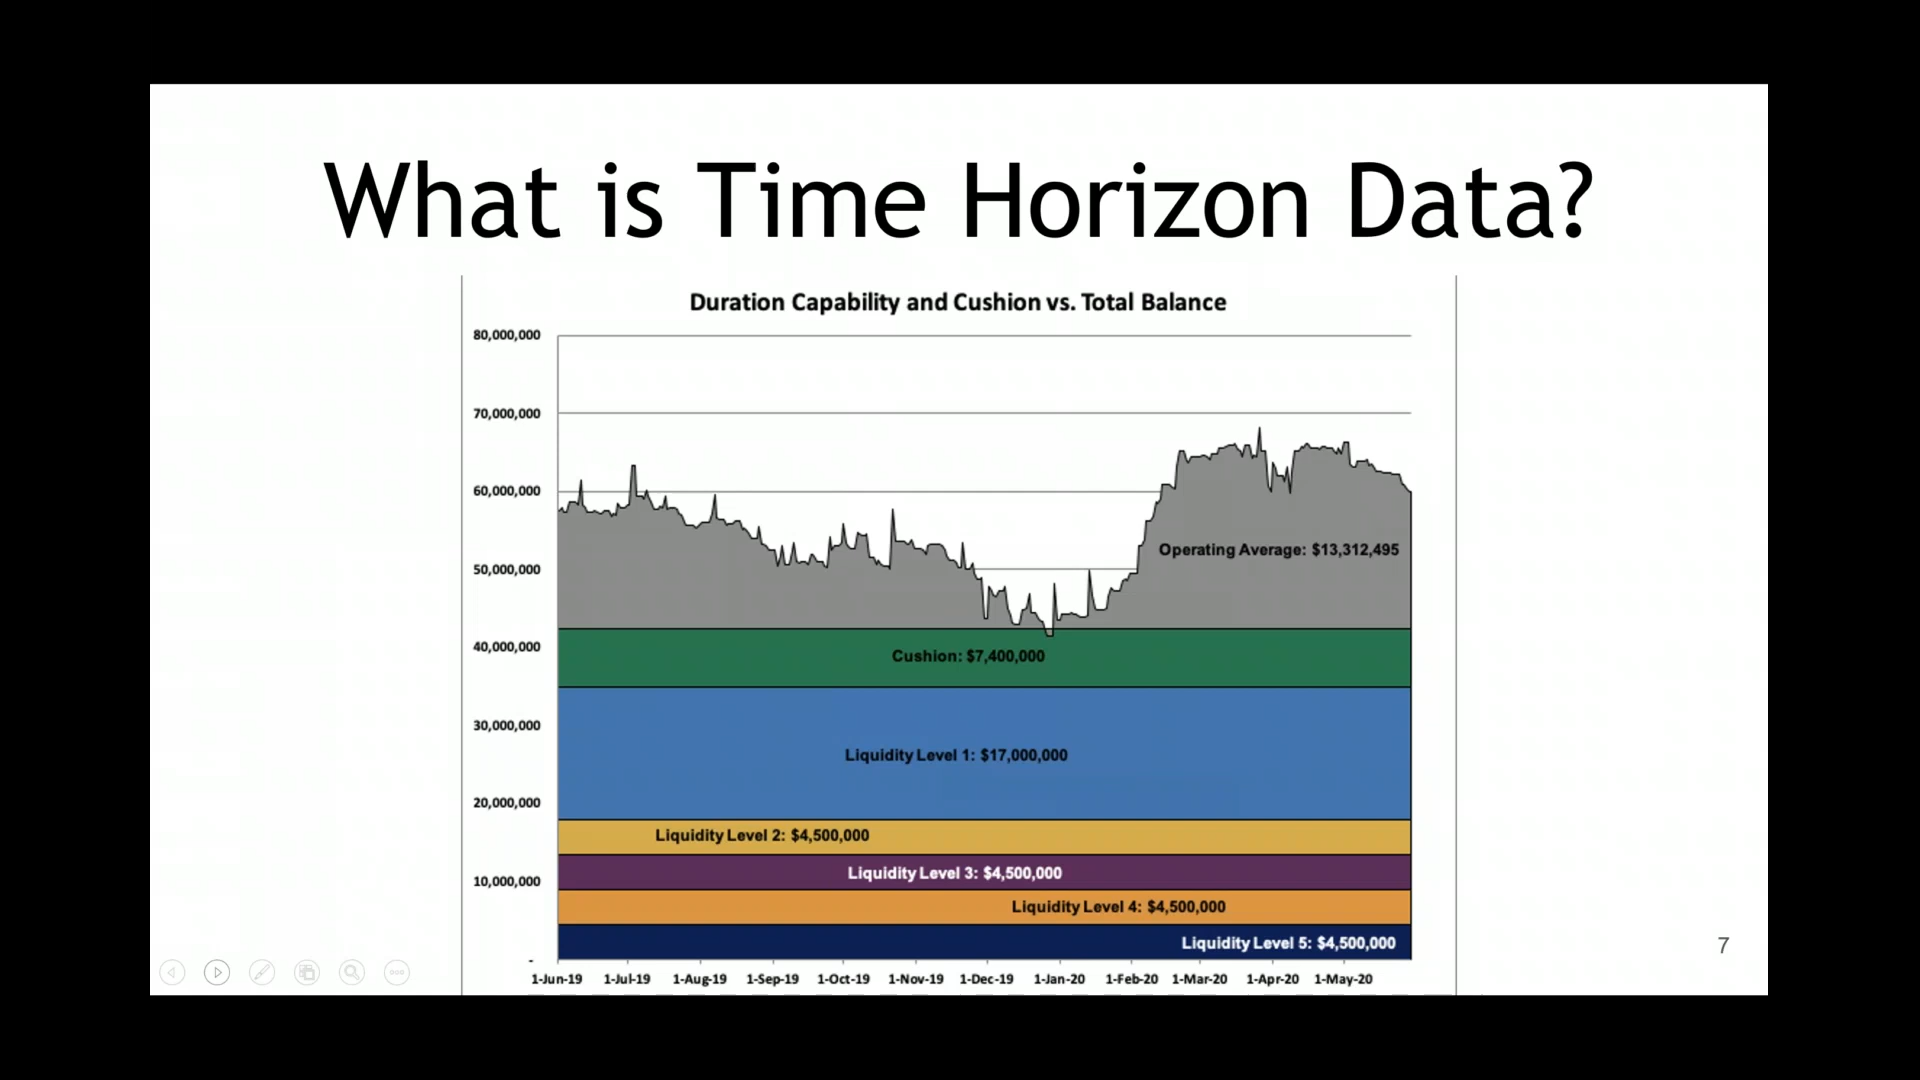 What is Time Horizon Data?
Duration Capability and Cushion vs. Total Balance
80,000,000
70,000,000
60,000,000
Operating Average: $13,312,495
50,000,000
40,000,000
Cushion: $7,400,000
30,000,000
Liquidity Level 1: $17,000,000
20,000,000
Liquidity Level 2: $4,500,000
Liquidity Level 3: $4,500,000
10,000,000
Liquidity Level 4: $4,500,000
Liquidity Level 5: $4,500,000
7
-
1-Jun-19 1-Jul-19 1-Aug-19 1-Sep-19 1-Oct-19 1-Nov-19 1-Dec-19 1-Jan-20 1-Feb-20 1-Mar-20 1-Apr-20 1-May-20